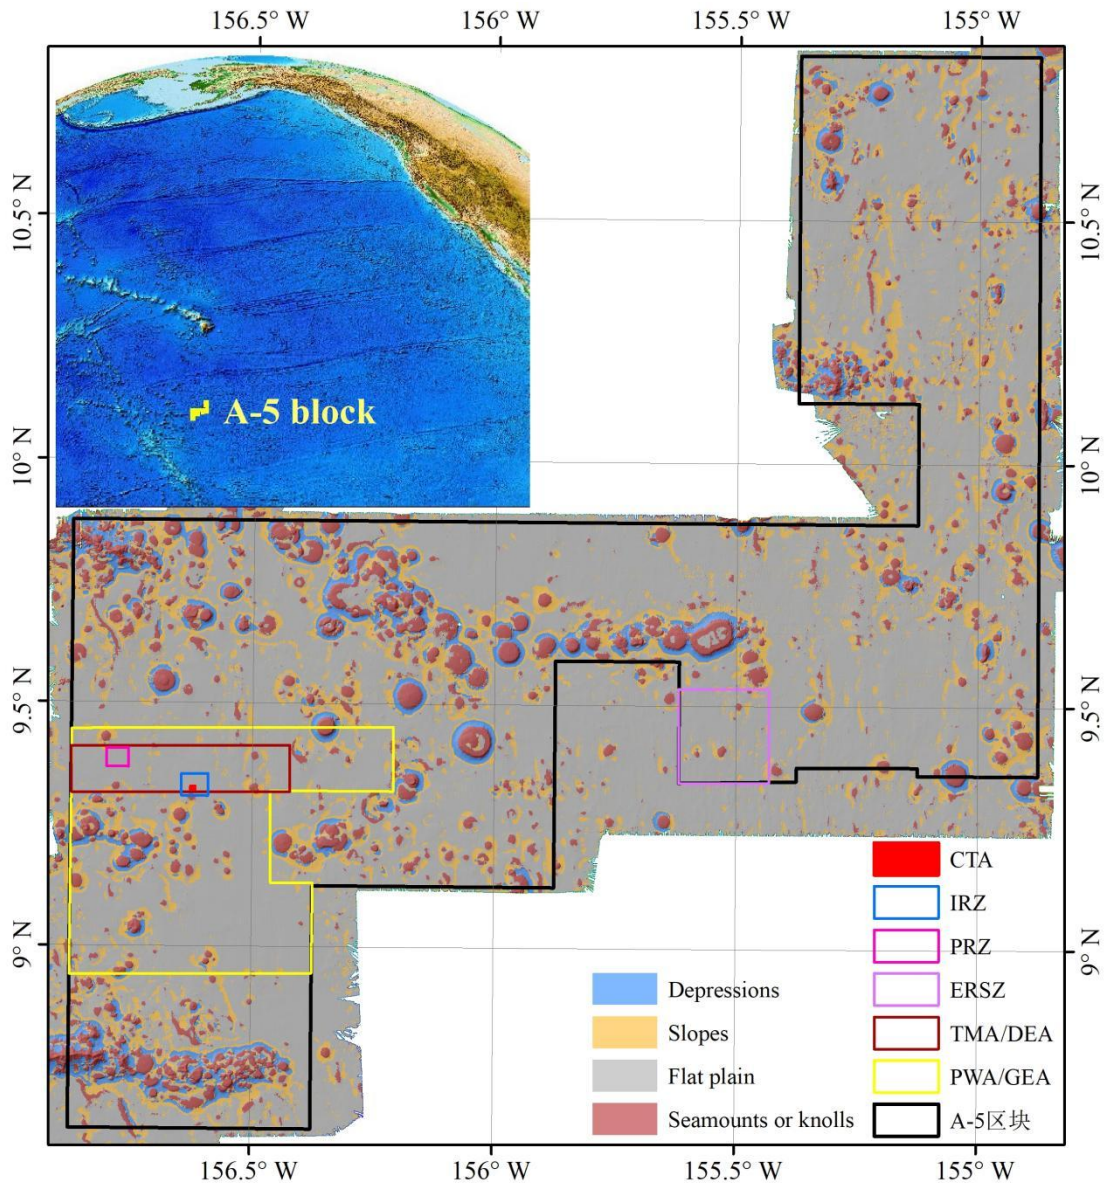 156.5° W
156° W
155.5° W
155° W
10.5° N
10.5° N
A-5 block
10° N
10° N
9.5° N
9.5° N
CTA
IRZ
9° N
9° N
PRZ
Depressions
ERSZ
Slopes
TMA/DEA
Flat plain
PWA/GEA
Seamounts or knolls
A-5区块
156.5° W
156° W
155.5° W
155° W